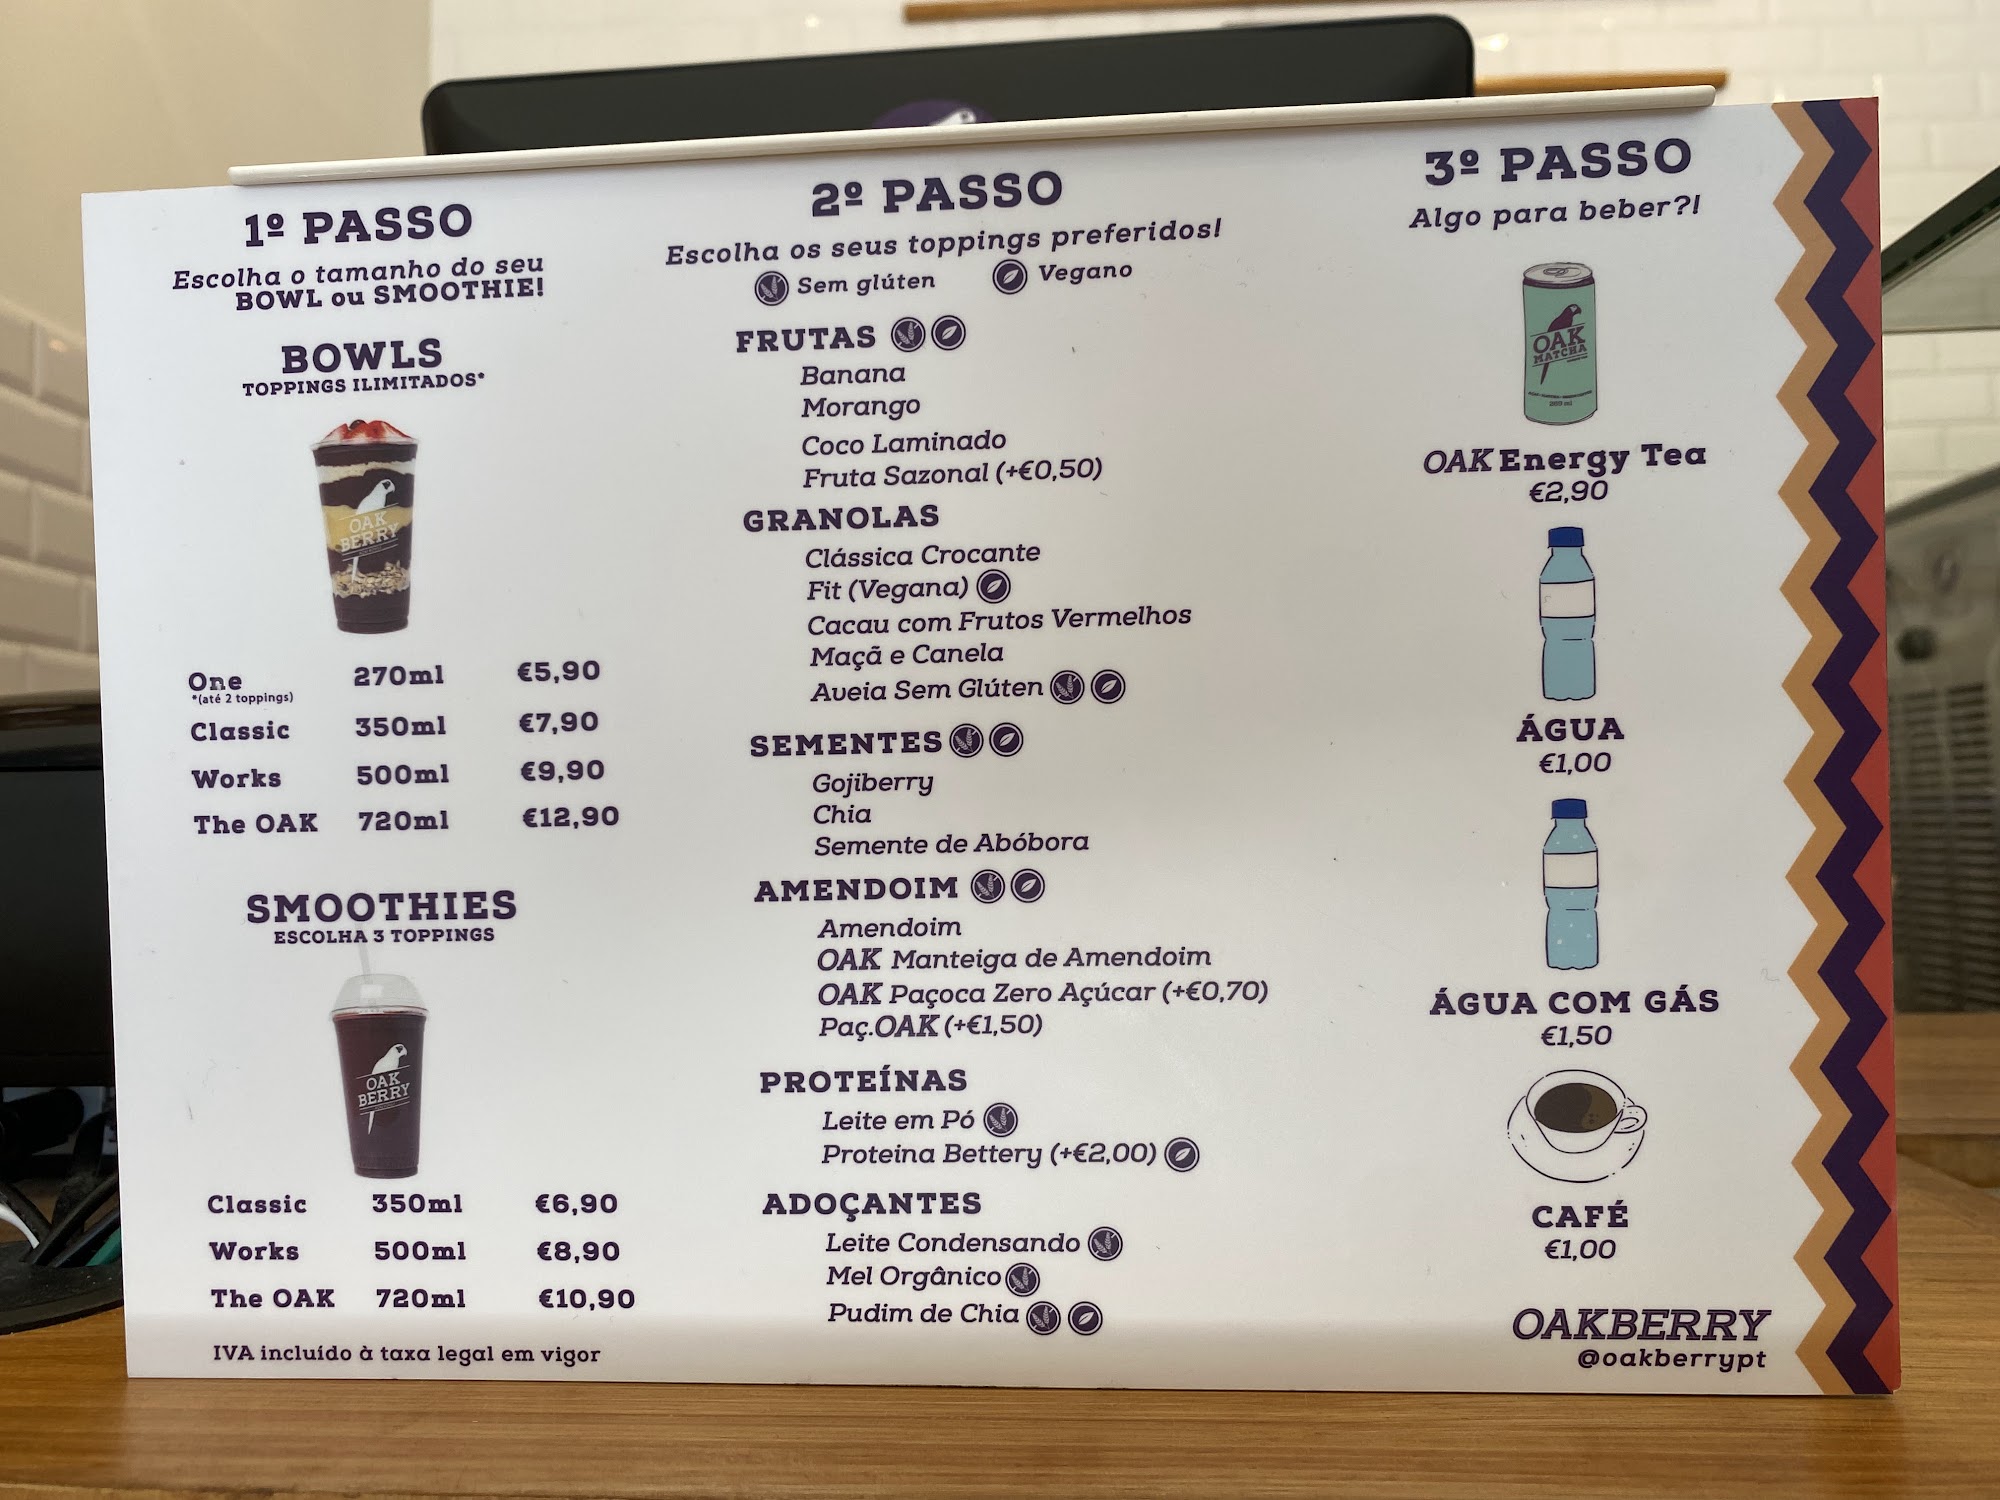 1º PASSO
Escolha o tamanho do seu
BOWL ou SMOOTHIE!
BOWLS
TOPPINGS ILIMITADOS*
OAK
BERRY
One 270ml €5,90
*(até 2 toppings)
Classic 350ml €7,90
Works 500ml €9,90
The OAK 720ml €12,90
SMOOTHIES
ESCOLHA 3 TOPPINGS
OAK
BERRY
Classic 350ml €6,90
Works 500ml €8,90
The OAK 720ml €10,90
IVA incluído à taxa legal em vigor
2º PASSO
Escolha os seus toppings preferidos!
Sem glúten Vegano
FRUTAS
Banana
Morango
Coco Laminado
Fruta Sazonal (+€0,50)
GRANOLAS
Clássica Crocante
Fit (Vegana)
Cacau com Frutos Vermelhos
Maçã e Canela
Aveia Sem Glúten
SEMENTES
Gojiberry
Chia
Semente de Abóbora
AMENDOIM
Amendoim
OAK Manteiga de Amendoim
OAK Paçoca Zero Açúcar (+€0,70)
Paç.OAK (+€1,50)
PROTEÍNAS
Leite em Pó
Proteina Bettery (+€2,00)
ADOÇANTES
Leite Condensando
Mel Orgânico
Pudim de Chia
3º PASSO
Algo para beber?!
OAK
MATCHA
269 ml
OAK Energy Tea
€2,90
ÁGUA
€1,00
ÁGUA COM GÁS
€1,50
CAFÉ
€1,00
OAKBERRY
@oakberrypt